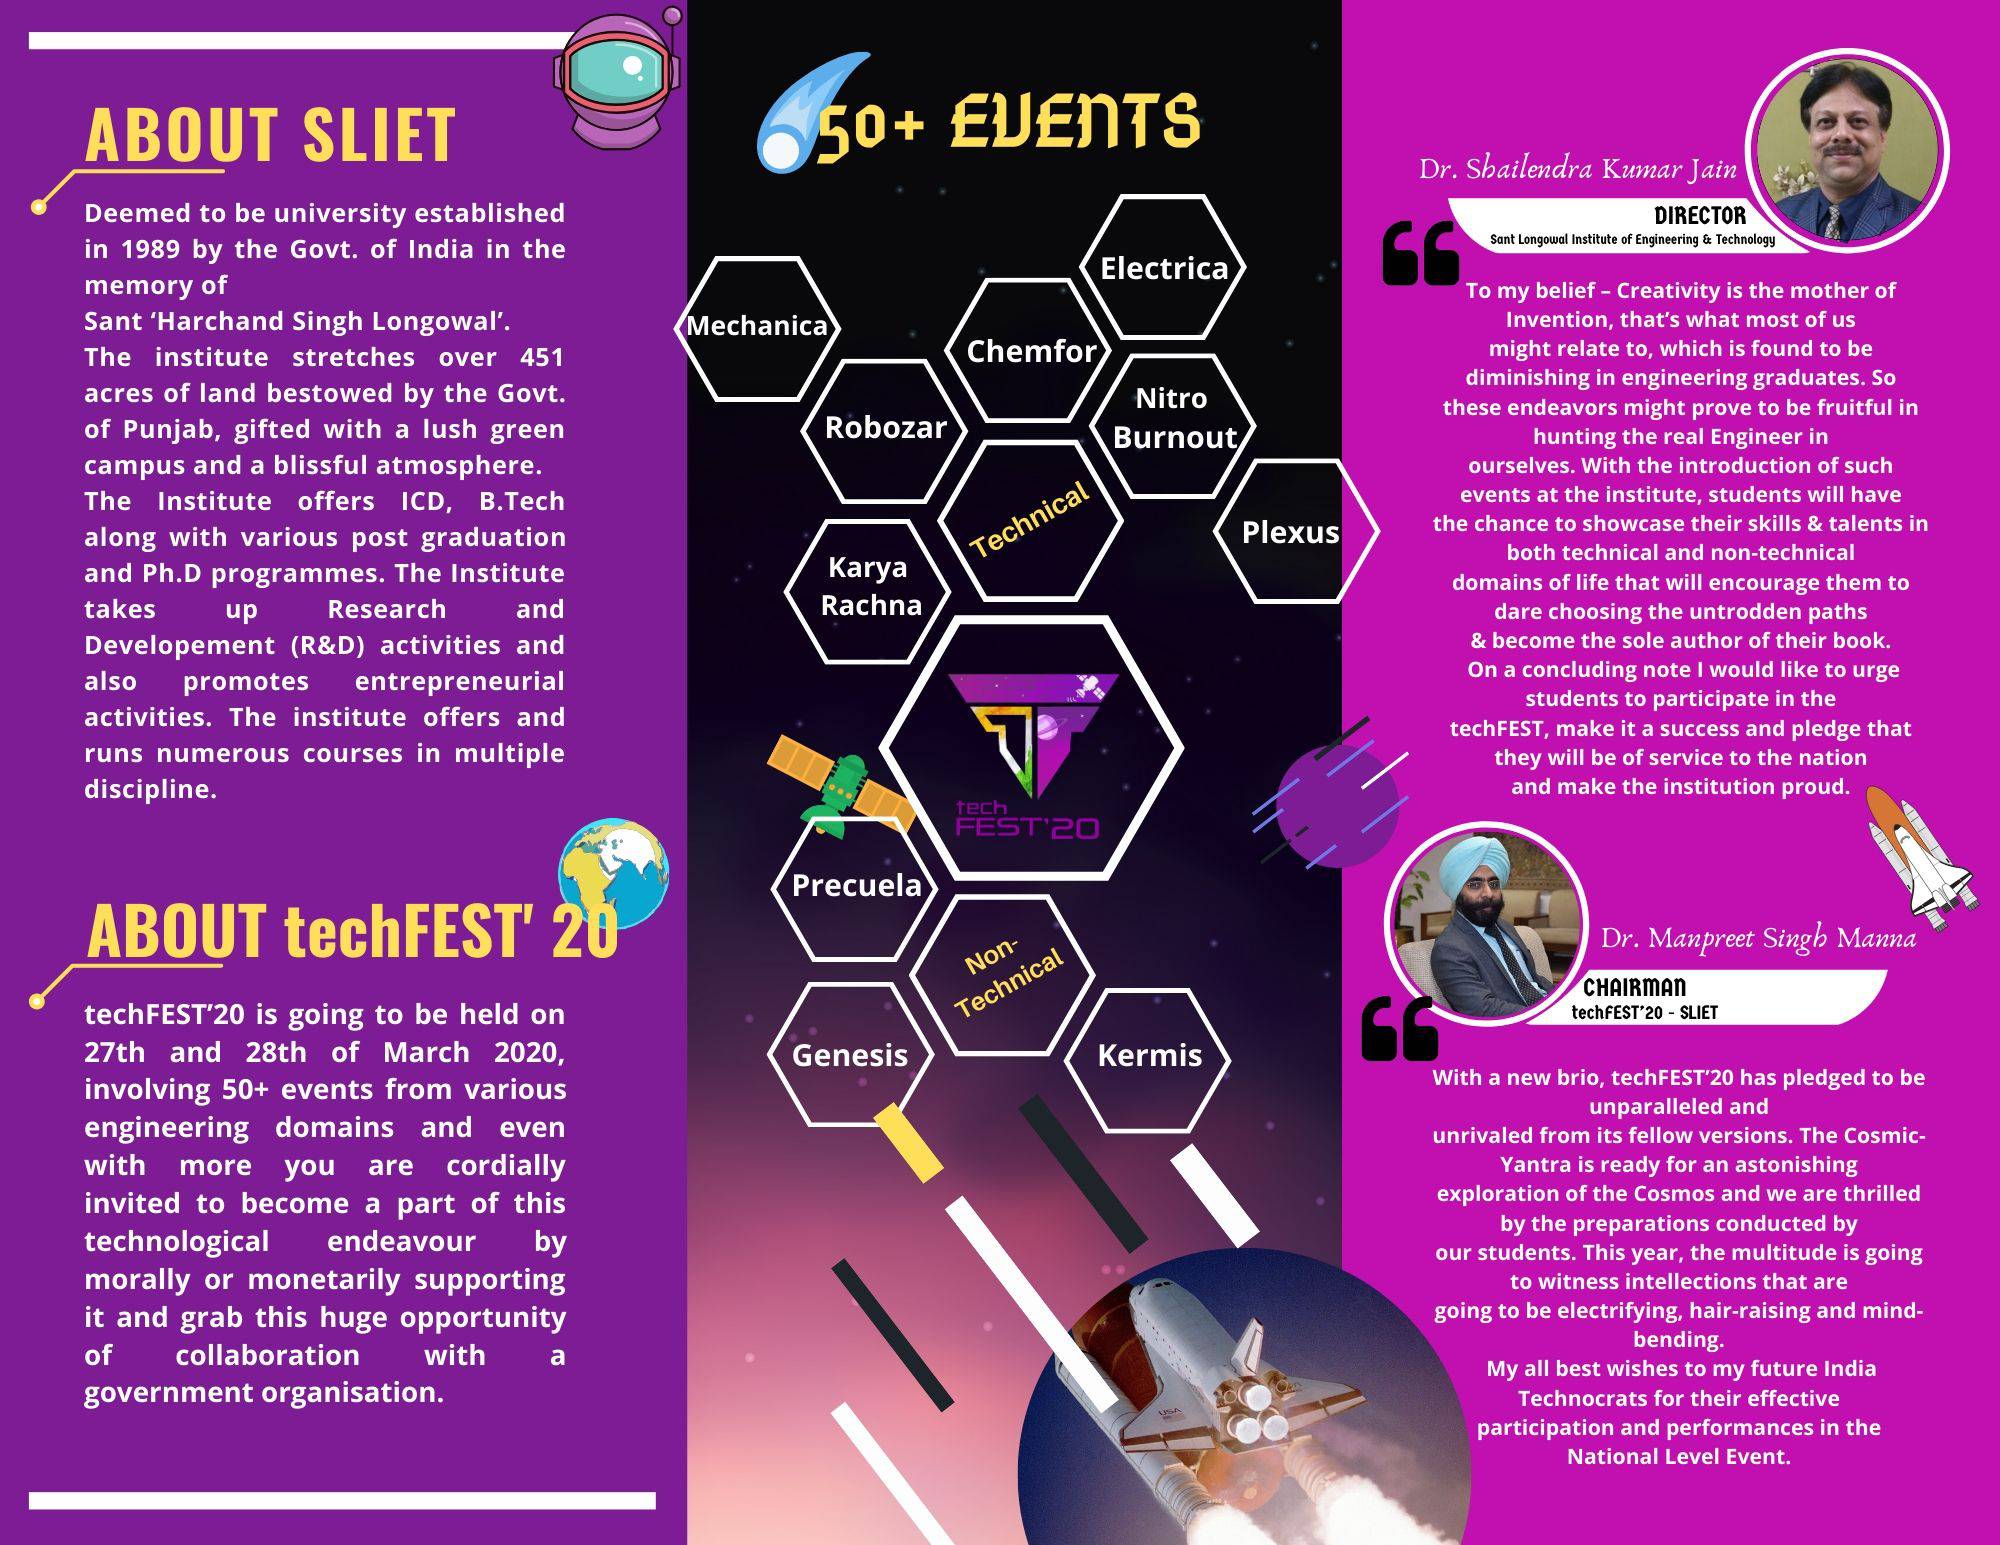 ABOUT SLIET
Deemed to be university established
in 1989 by the Govt. of India in the
memory of
Sant ‘Harchand Singh Longowal’.
The institute stretches over 451
acres of land bestowed by the Govt.
of Punjab, gifted with a lush green
campus and a blissful atmosphere.
The Institute offers ICD, B.Tech
along with various post graduation
and Ph.D programmes. The Institute
takes up Research and
Developement (R&D) activities and
also promotes entrepreneurial
activities. The institute offers and
runs numerous courses in multiple
discipline.
ABOUT techFEST' 20
techFEST’20 is going to be held on
27th and 28th of March 2020,
involving 50+ events from various
engineering domains and even
with more you are cordially
invited to become a part of this
technological endeavour by
morally or monetarily supporting
it and grab this huge opportunity
of collaboration with a
government organisation.
50+ EVENTS
Electrica
Mechanica
Chemfor
Nitro
Burnout
Robozar
Technical
Plexus
Karya
Rachna
tech
FEST'20
Precuela
Non-
Technical
Genesis
Kermis
USA
Dr. Shailendra Kumar Jain
DIRECTOR
Sant Longowal Institute of Engineering & Technology
To my belief – Creativity is the mother of
Invention, that’s what most of us
might relate to, which is found to be
diminishing in engineering graduates. So
these endeavors might prove to be fruitful in
hunting the real Engineer in
ourselves. With the introduction of such
events at the institute, students will have
the chance to showcase their skills & talents in
both technical and non-technical
domains of life that will encourage them to
dare choosing the untrodden paths
& become the sole author of their book.
On a concluding note I would like to urge
students to participate in the
techFEST, make it a success and pledge that
they will be of service to the nation
and make the institution proud.
Dr. Manpreet Singh Manna
CHAIRMAN
techFEST’20 - SLIET
With a new brio, techFEST’20 has pledged to be
unparalleled and
unrivaled from its fellow versions. The Cosmic-
Yantra is ready for an astonishing
exploration of the Cosmos and we are thrilled
by the preparations conducted by
our students. This year, the multitude is going
to witness intellections that are
going to be electrifying, hair-raising and mind-
bending.
My all best wishes to my future India
Technocrats for their effective
participation and performances in the
National Level Event.